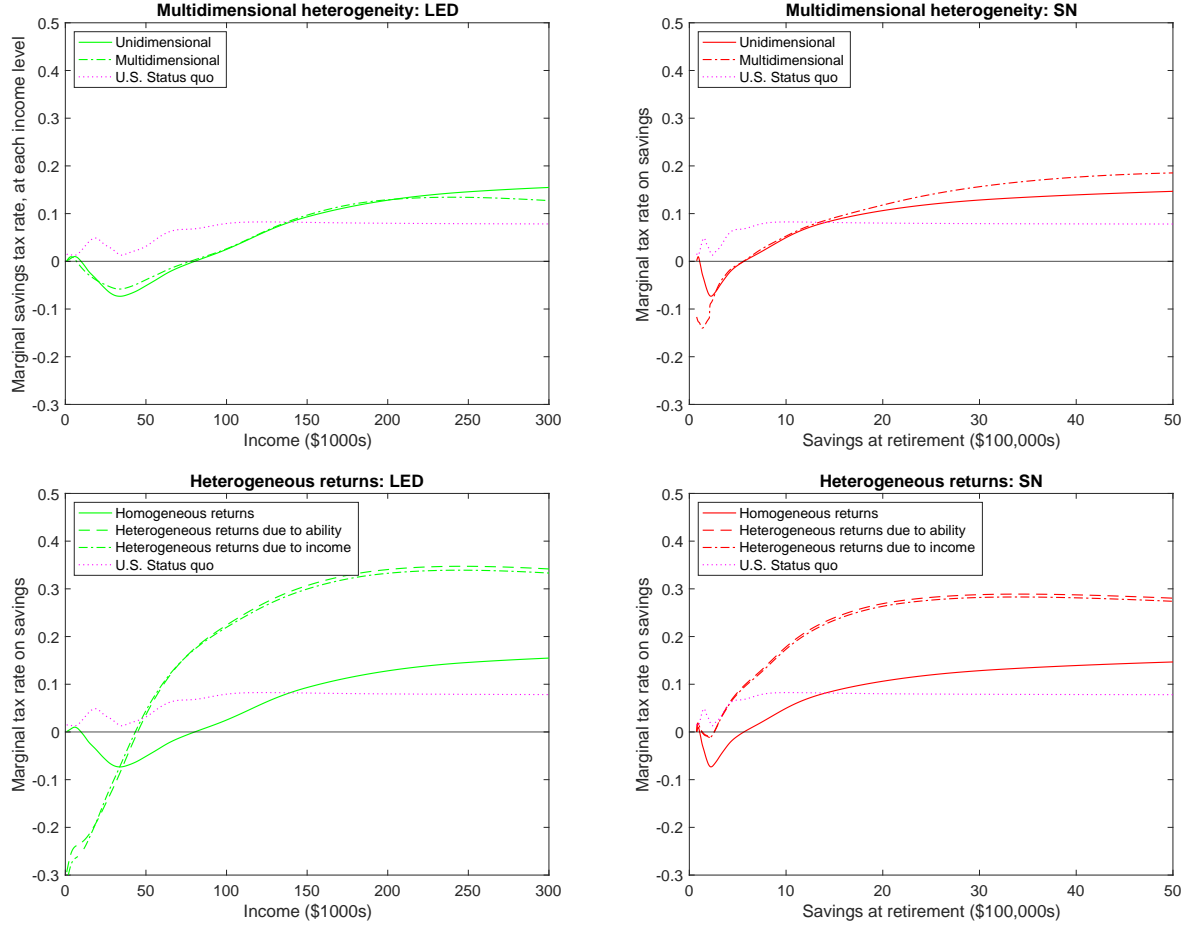 Multidimensional heterogeneity: LED
Marginal savings tax rate, at each income level
0.5
0.4
0.3
0.2
0.1
0
-0.1
-0.2
-0.3
Unidimensional
Multidimensional
U.S. Status quo
0 50 100 150 200 250 300
Income ($1000s)
Multidimensional heterogeneity: SN
Marginal tax rate on savings
0.5
0.4
0.3
0.2
0.1
0
-0.1
-0.2
-0.3
Unidimensional
Multidimensional
U.S. Status quo
0 10 20 30 40 50
Savings at retirement ($100,000s)
Heterogeneous returns: LED
Marginal tax rate on savings
0.5
0.4
0.3
0.2
0.1
0
-0.1
-0.2
-0.3
Homogeneous returns
Heterogeneous returns due to ability
Heterogeneous returns due to income
U.S. Status quo
0 50 100 150 200 250 300
Income ($1000s)
Heterogeneous returns: SN
Marginal tax rate on savings
0.5
0.4
0.3
0.2
0.1
0
-0.1
-0.2
-0.3
Homogeneous returns
Heterogeneous returns due to ability
Heterogeneous returns due to income
U.S. Status quo
0 10 20 30 40 50
Savings at retirement ($100,000s)